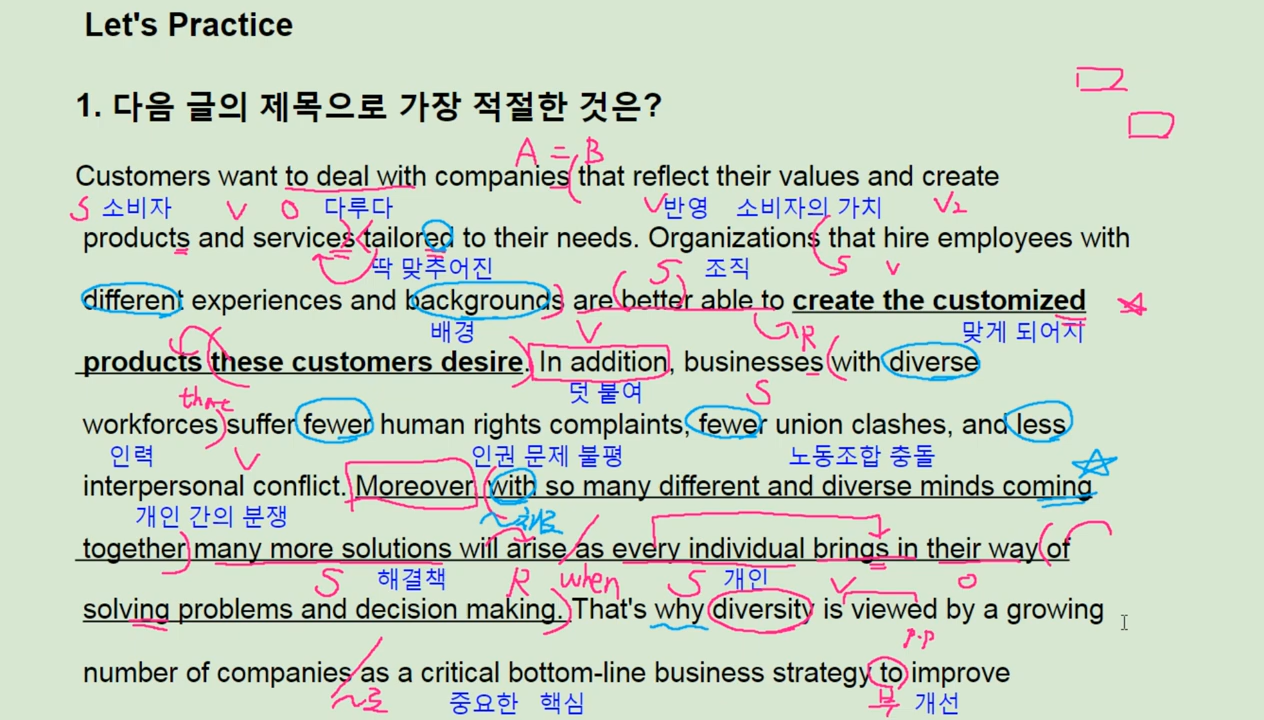 Let's Practice
1. 다음 글의 제목으로 가장 적절한 것은?
A = B
Customers want to deal with companies that reflect their values and create
S 소비자 V O 다루다 V 반영 소비자의 가치 V2
products and services tailored to their needs. Organizations that hire employees with
딱 맞추어진 S 조직 S V
different experiences and backgrounds are better able to create the customized
배경 V R 맞게 되어지
products these customers desire. In addition, businesses with diverse
덧 붙여 S
workforces suffer fewer human rights complaints, fewer union clashes, and less
인력 V 인권 문제 불평 노동조합 충돌
interpersonal conflict. Moreover with so many different and diverse minds coming
개인 간의 분쟁 ~채로
together many more solutions will arise as every individual brings in their way of
S 해결책 R when S 개인 V O
solving problems and decision making. That's why diversity is viewed by a growing
P.P
number of companies as a critical bottom-line business strategy to improve
~로 중요한 핵심 부 개선